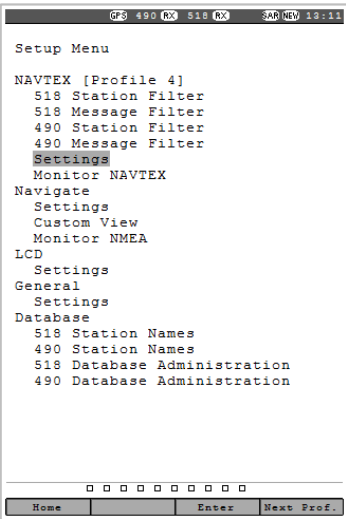 GPS 490 RX 518 RX SAR NEW 13:11
Setup Menu
NAVTEX [Profile 4]
518 Station Filter
518 Message Filter
490 Station Filter
490 Message Filter
Settings
Monitor NAVTEX
Navigate
Settings
Custom View
Monitor NMEA
LCD
Settings
General
Settings
Database
518 Station Names
490 Station Names
518 Database Administration
490 Database Administration
Home Enter Next Prof.